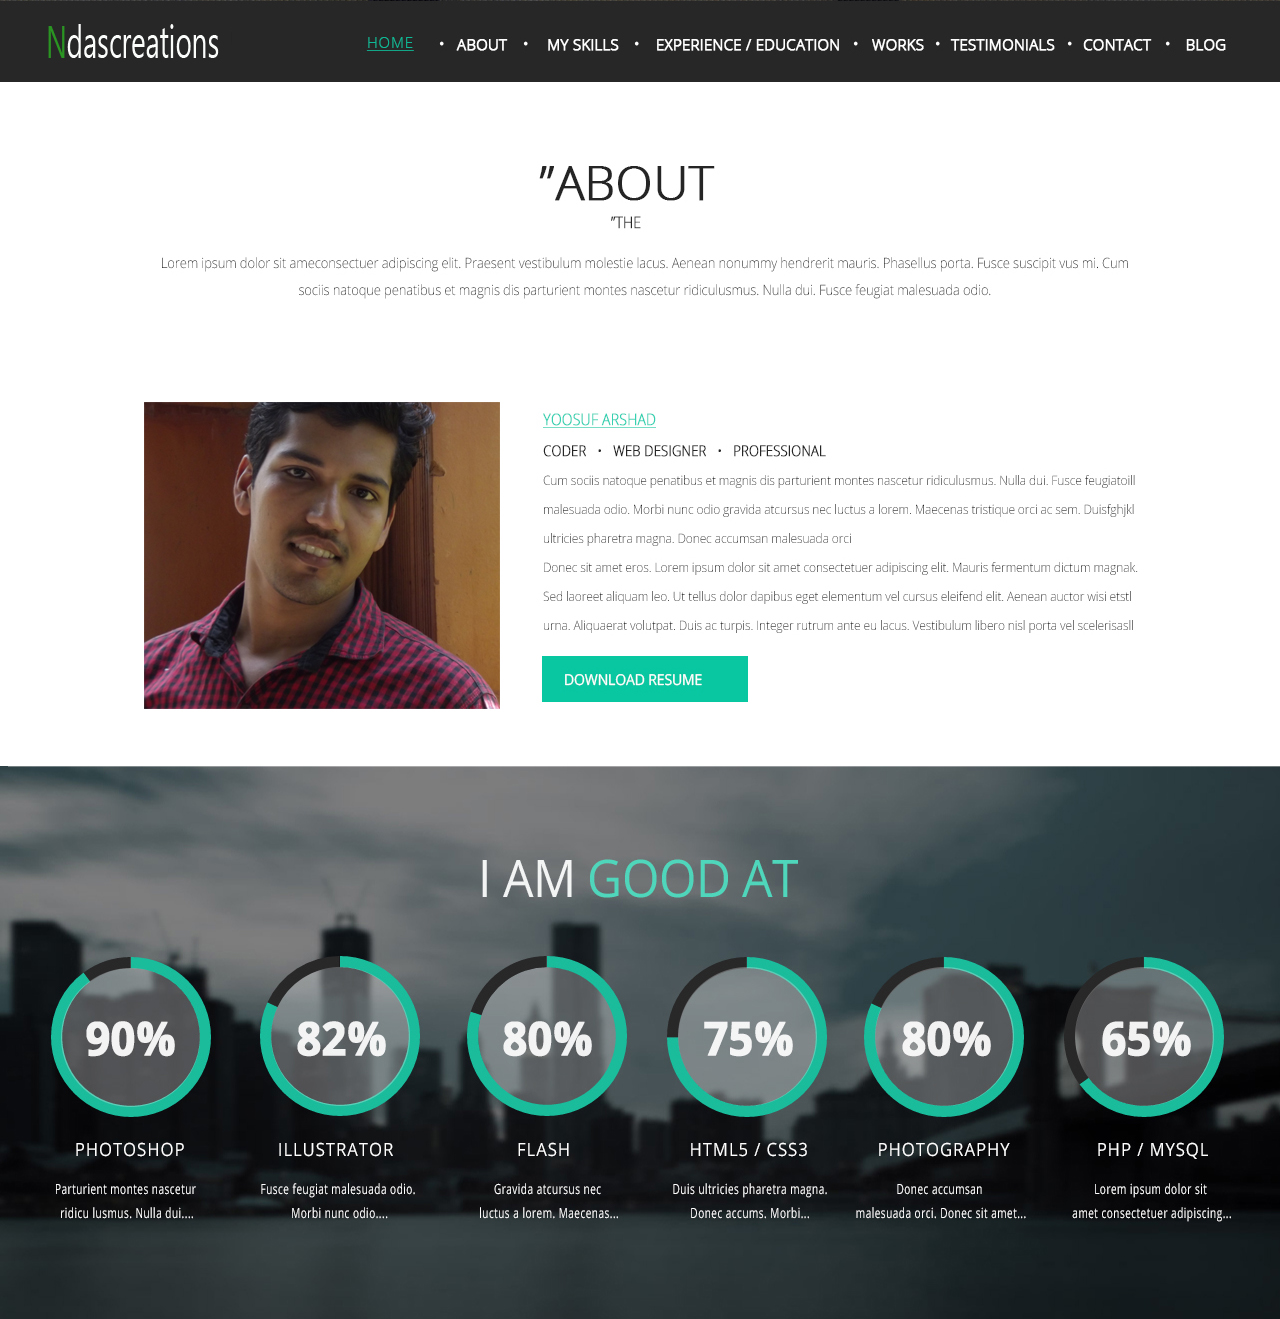 Ndascreations
HOME • ABOUT • MY SKILLS • EXPERIENCE / EDUCATION • WORKS • TESTIMONIALS • CONTACT • BLOG
”ABOUT
”THE
Lorem ipsum dolor sit ameconsectuer adipiscing elit. Praesent vestibulum molestie lacus. Aenean nonummy hendrerit mauris. Phasellus porta. Fusce suscipit vus mi. Cum
sociis natoque penatibus et magnis dis parturient montes nascetur ridiculusmus. Nulla dui. Fusce feugiat malesuada odio.
YOOSUF ARSHAD
CODER • WEB DESIGNER • PROFESSIONAL
Cum sociis natoque penatibus et magnis dis parturient montes nascetur ridiculusmus. Nulla dui. Fusce feugiatoill
malesuada odio. Morbi nunc odio gravida atcursus nec luctus a lorem. Maecenas tristique orci ac sem. Duisfghjkl
ultricies pharetra magna. Donec accumsan malesuada orci
Donec sit amet eros. Lorem ipsum dolor sit amet consectetuer adipiscing elit. Mauris fermentum dictum magnak.
Sed laoreet aliquam leo. Ut tellus dolor dapibus eget elementum vel cursus eleifend elit. Aenean auctor wisi etstl
urna. Aliquaerat volutpat. Duis ac turpis. Integer rutrum ante eu lacus. Vestibulum libero nisl porta vel scelerisasll
DOWNLOAD RESUME
I AM GOOD AT
90%
82%
80%
75%
80%
65%
PHOTOSHOP
ILLUSTRATOR
FLASH
HTML5 / CSS3
PHOTOGRAPHY
PHP / MYSQL
Parturient montes nascetur
ridicu lusmus. Nulla dui....
Fusce feugiat malesuada odio.
Morbi nunc odio....
Gravida atcursus nec
luctus a lorem. Maecenas...
Duis ultricies pharetra magna.
Donec accums. Morbi...
Donec accumsan
malesuada orci. Donec sit amet...
Lorem ipsum dolor sit
amet consectetuer adipiscing...